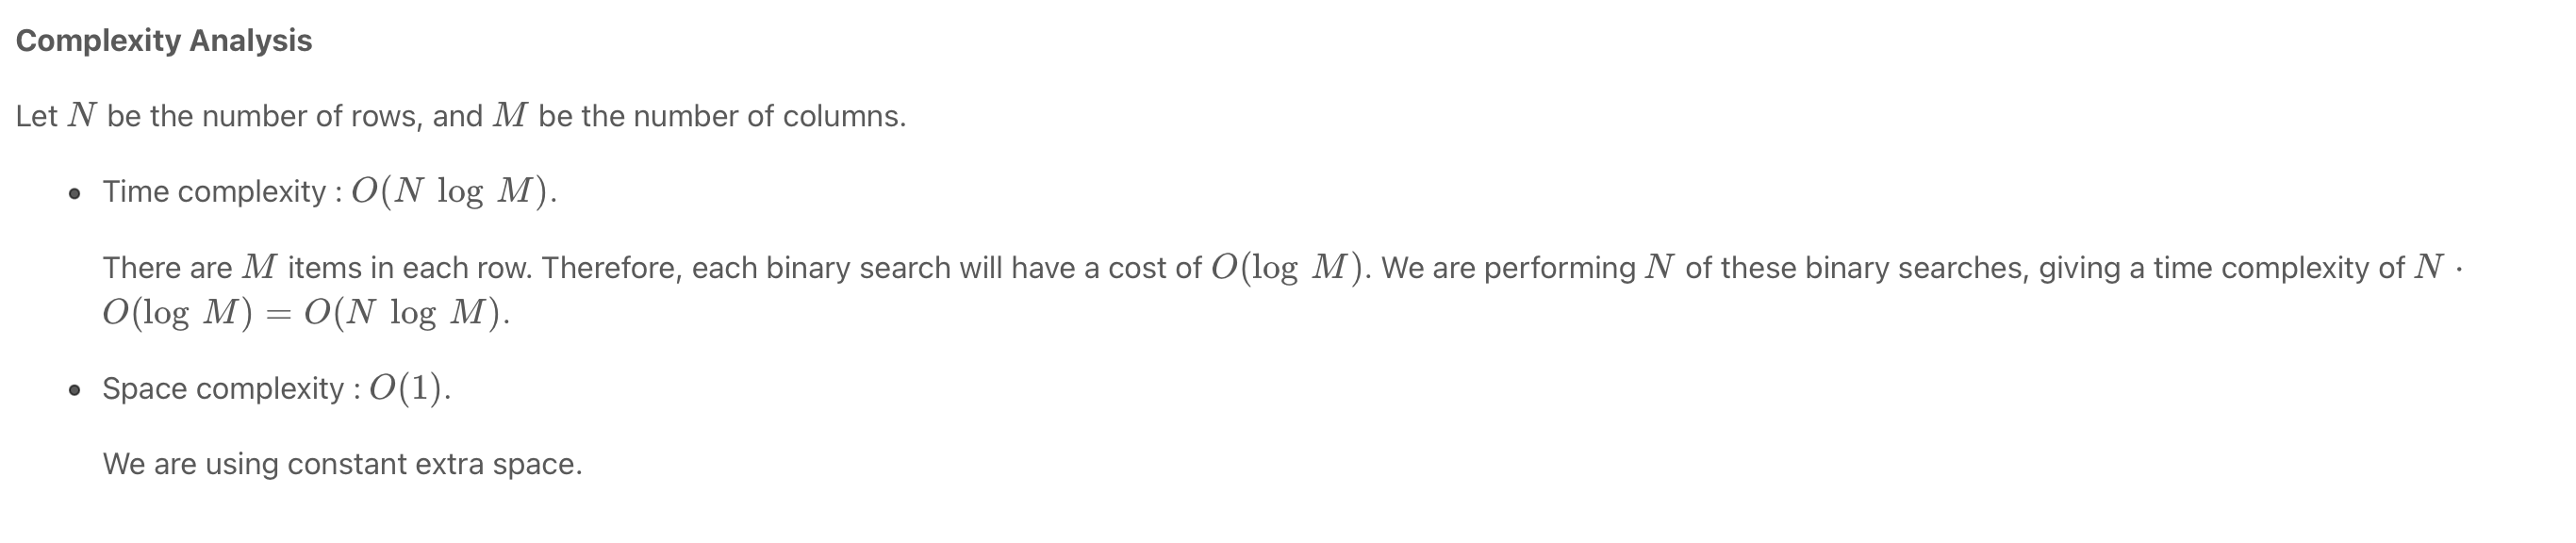 Complexity Analysis
Let N be the number of rows, and M be the number of columns.
• Time complexity : O(N log M).
There are M items in each row. Therefore, each binary search will have a cost of O(log M). We are performing N of these binary searches, giving a time complexity of N ·
O(log M) = O(N log M).
• Space complexity : O(1).
We are using constant extra space.